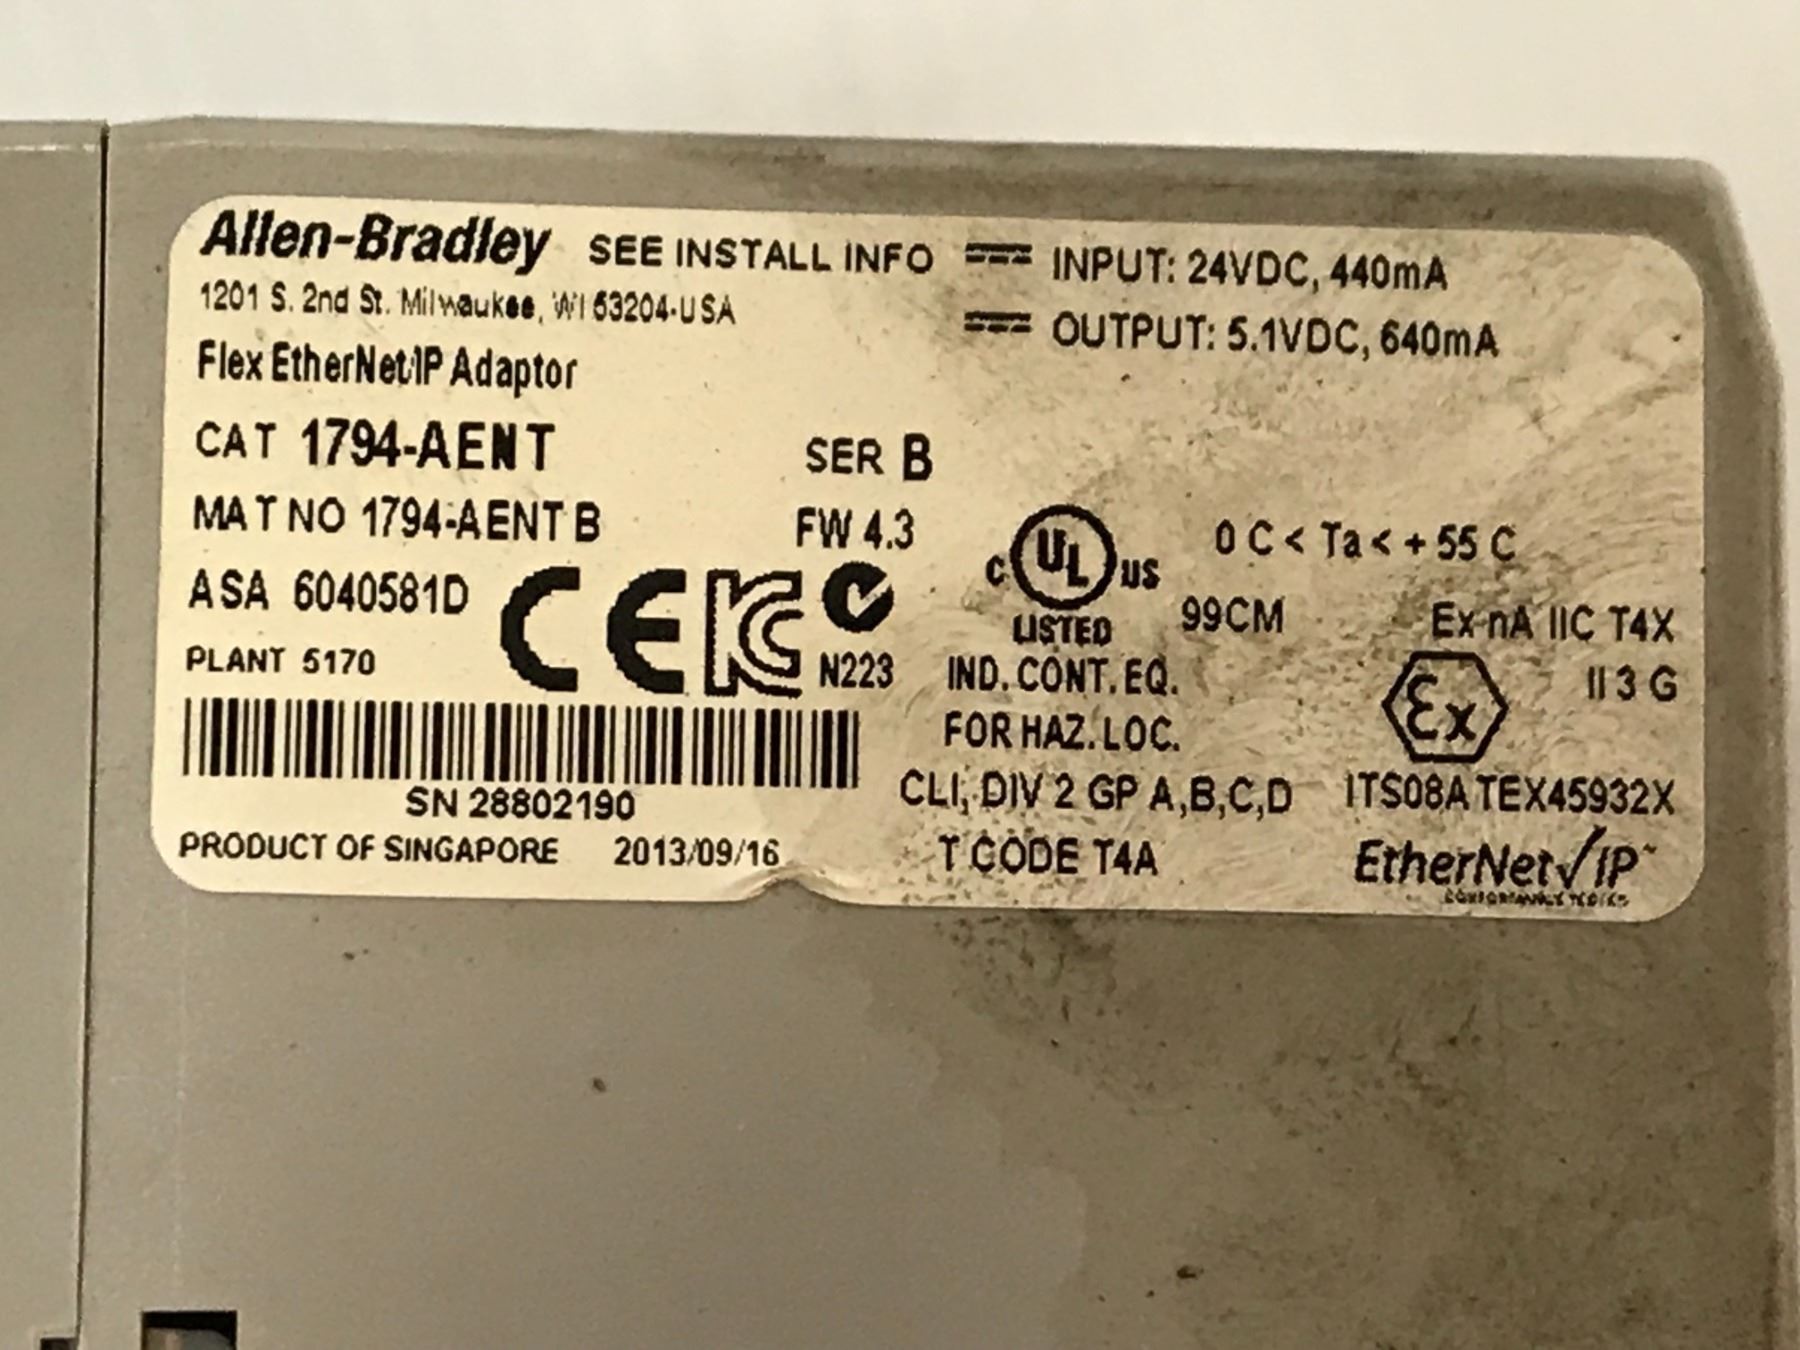 Allen-Bradley SEE INSTALL INFO INPUT: 24VDC, 440mA
1201 S. 2nd St. Milwaukee, WI 53204-USA
OUTPUT: 5.1VDC, 640mA
Flex EtherNet/IP Adaptor
CAT 1794-AENT SER B
MAT NO 1794-AENT B FW 4.3
C UL US 0 C < Ta < + 55 C
ASA 6040581D
LISTED 99CM Ex nA IIC T4X
PLANT 5170 CE KC N223 IND. CONT. EQ. II 3 G
FOR HAZ. LOC. Ex
SN 28802190 CLI, DIV 2 GP A,B,C,D ITS08ATEX45932X
PRODUCT OF SINGAPORE 2013/09/16 T CODE T4A EtherNet/IP™
CONFORMANCE TESTED